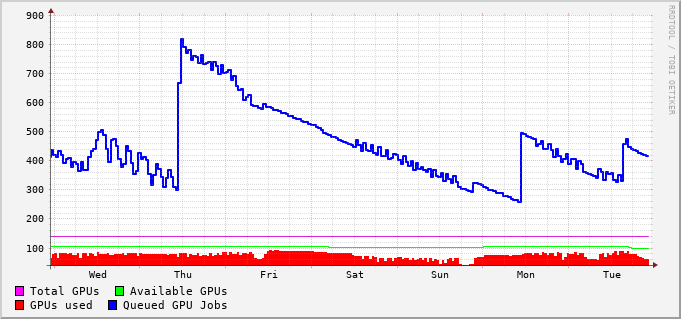 900
800
700
600
500
400
300
200
100
Wed Thu Fri Sat Sun Mon Tue
Total GPUs Available GPUs
GPUs used Queued GPU Jobs
RRDTOOL / TOBI OETIKER